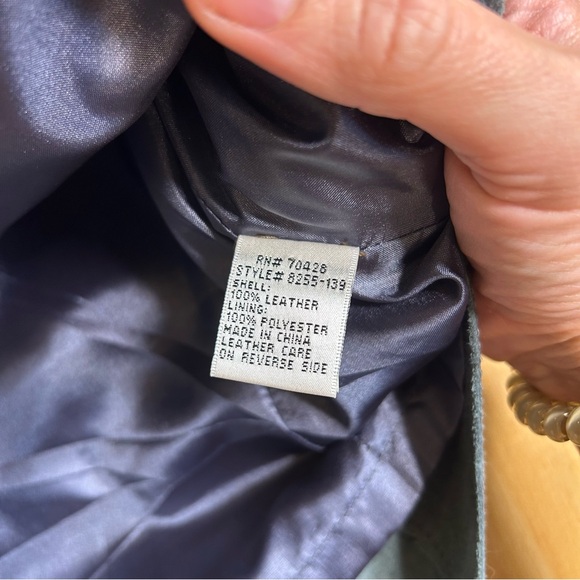 RN# 70426
STYLE# 8255-139
SHELL:
100% LEATHER
LINING:
100% POLYESTER
MADE IN CHINA
LEATHER CARE
ON REVERSE SIDE